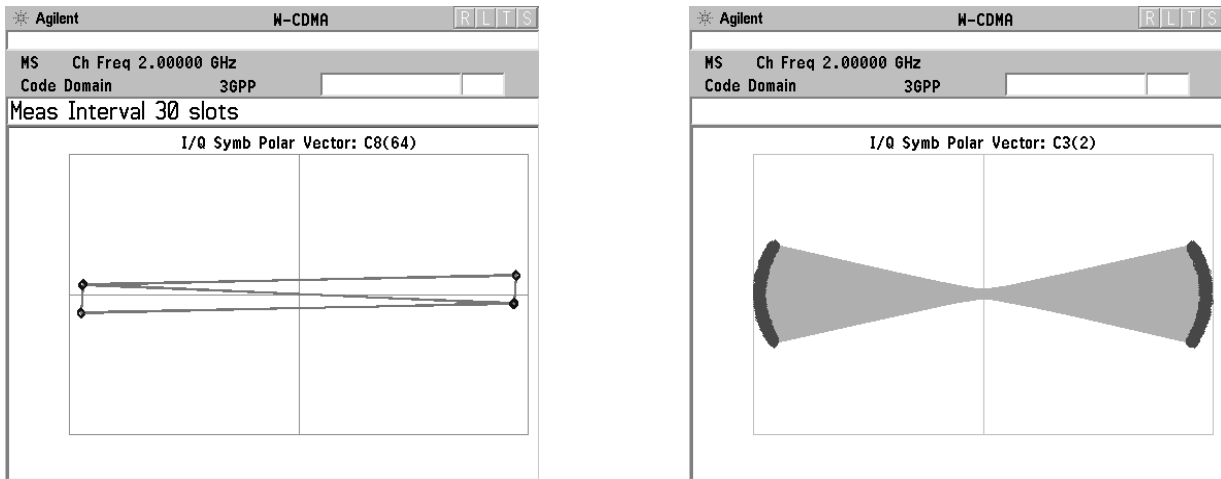 Agilent W-CDMA R L T S
MS Ch Freq 2.00000 GHz
Code Domain 3GPP
Meas Interval 30 slots
I/Q Symb Polar Vector: C8(64)
Agilent W-CDMA R L T S
MS Ch Freq 2.00000 GHz
Code Domain 3GPP
I/Q Symb Polar Vector: C3(2)